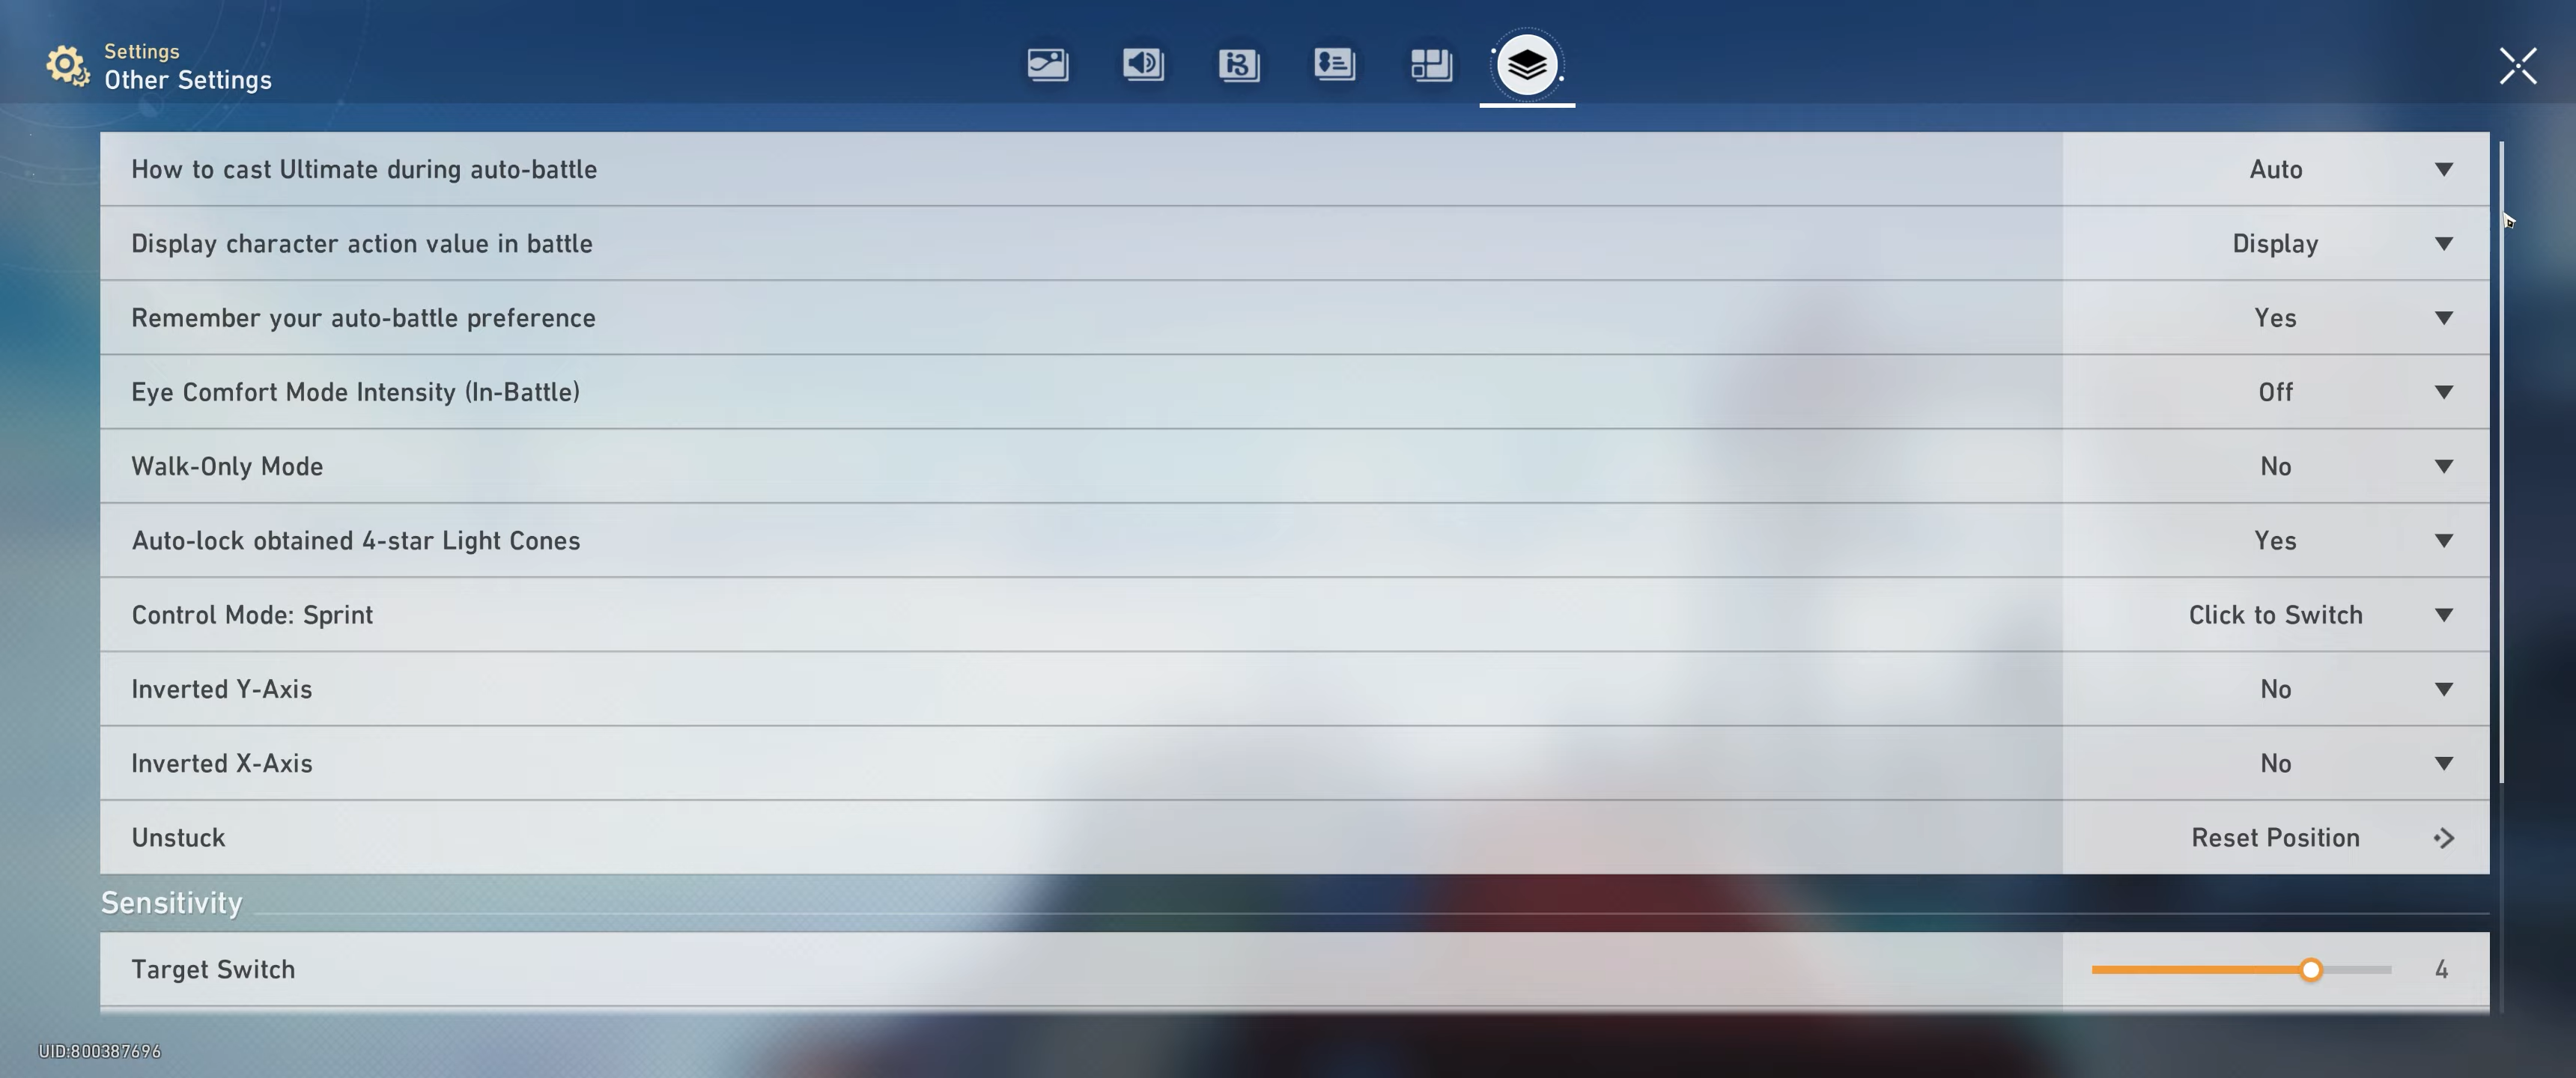 Settings
Other Settings
How to cast Ultimate during auto-battle
Auto
Display character action value in battle
Display
Remember your auto-battle preference
Yes
Eye Comfort Mode Intensity (In-Battle)
Off
Walk-Only Mode
No
Auto-lock obtained 4-star Light Cones
Yes
Control Mode: Sprint
Click to Switch
Inverted Y-Axis
No
Inverted X-Axis
No
Unstuck
Reset Position
Sensitivity
Target Switch
4
UID:800387696